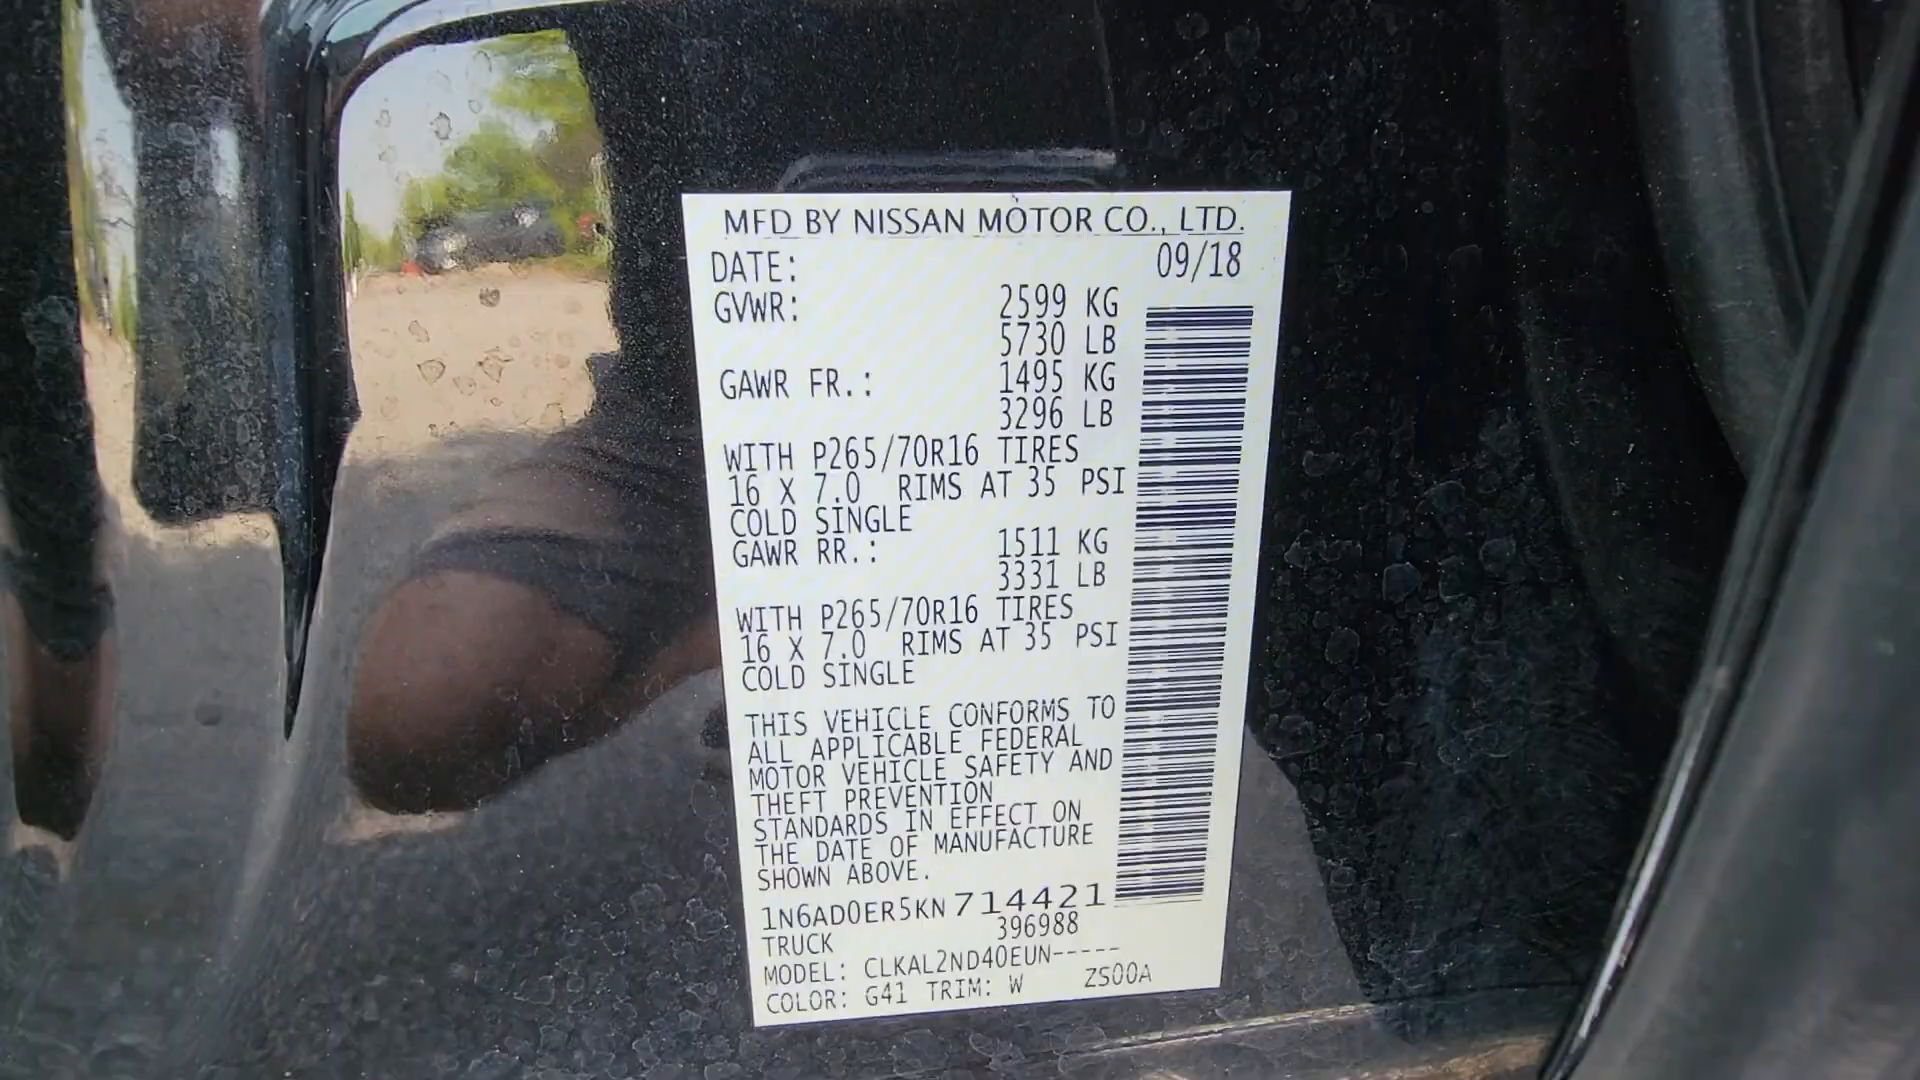 MFD BY NISSAN MOTOR CO., LTD.
DATE: 09/18
GVWR: 2599 KG
5730 LB
GAWR FR.: 1495 KG
3296 LB
WITH P265/70R16 TIRES
16 X 7.0 RIMS AT 35 PSI
COLD SINGLE
GAWR RR.: 1511 KG
3331 LB
WITH P265/70R16 TIRES
16 X 7.0 RIMS AT 35 PSI
COLD SINGLE
THIS VEHICLE CONFORMS TO
ALL APPLICABLE FEDERAL
MOTOR VEHICLE SAFETY AND
THEFT PREVENTION
STANDARDS IN EFFECT ON
THE DATE OF MANUFACTURE
SHOWN ABOVE.
1N6AD0ER5KN714421
TRUCK 396988
MODEL: CLKAL2ND40EUN-----
COLOR: G41 TRIM: W ZS00A